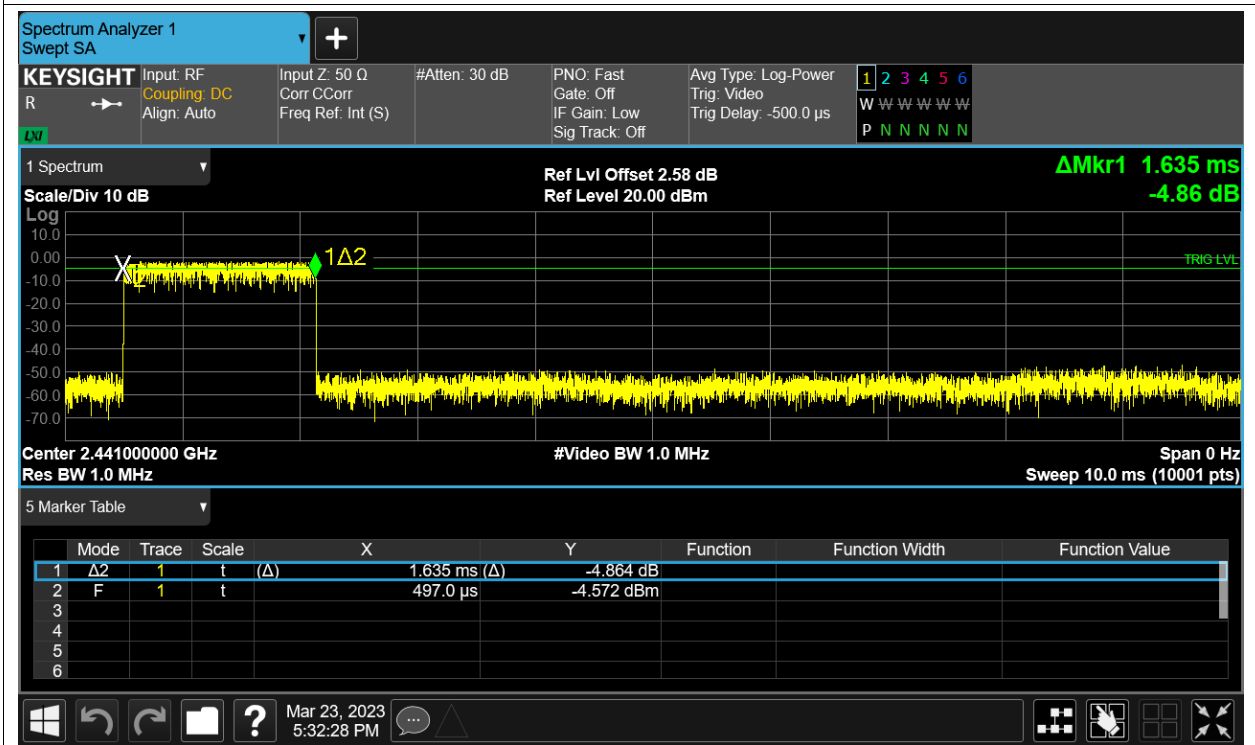 Spectrum Analyzer 1
Swept SA
KEYSIGHT Input: RF Input Z: 50 Ω #Atten: 30 dB PNO: Fast Avg Type: Log-Power 1 2 3 4 5 6
R Coupling: DC Corr CCorr Gate: Off Trig: Video W W W W W W
Align: Auto Freq Ref: Int (S) IF Gain: Low Trig Delay: -500.0 µs
LXI Sig Track: Off P N N N N N
1 Spectrum Ref Lvl Offset 2.58 dB ΔMkr1 1.635 ms
Scale/Div 10 dB Ref Level 20.00 dBm -4.86 dB
Log
10.0
0.00 1Δ2 TRIG LVL
-10.0
-20.0
-30.0
-40.0
-50.0
-60.0
-70.0
Center 2.441000000 GHz #Video BW 1.0 MHz Span 0 Hz
Res BW 1.0 MHz Sweep 10.0 ms (10001 pts)
5 Marker Table
Mode Trace Scale X Y Function Function Width Function Value
1 Δ2 1 t (Δ) 1.635 ms (Δ) -4.864 dB
2 F 1 t 497.0 µs -4.572 dBm
3
4
5
6
? Mar 23, 2023
5:32:28 PM